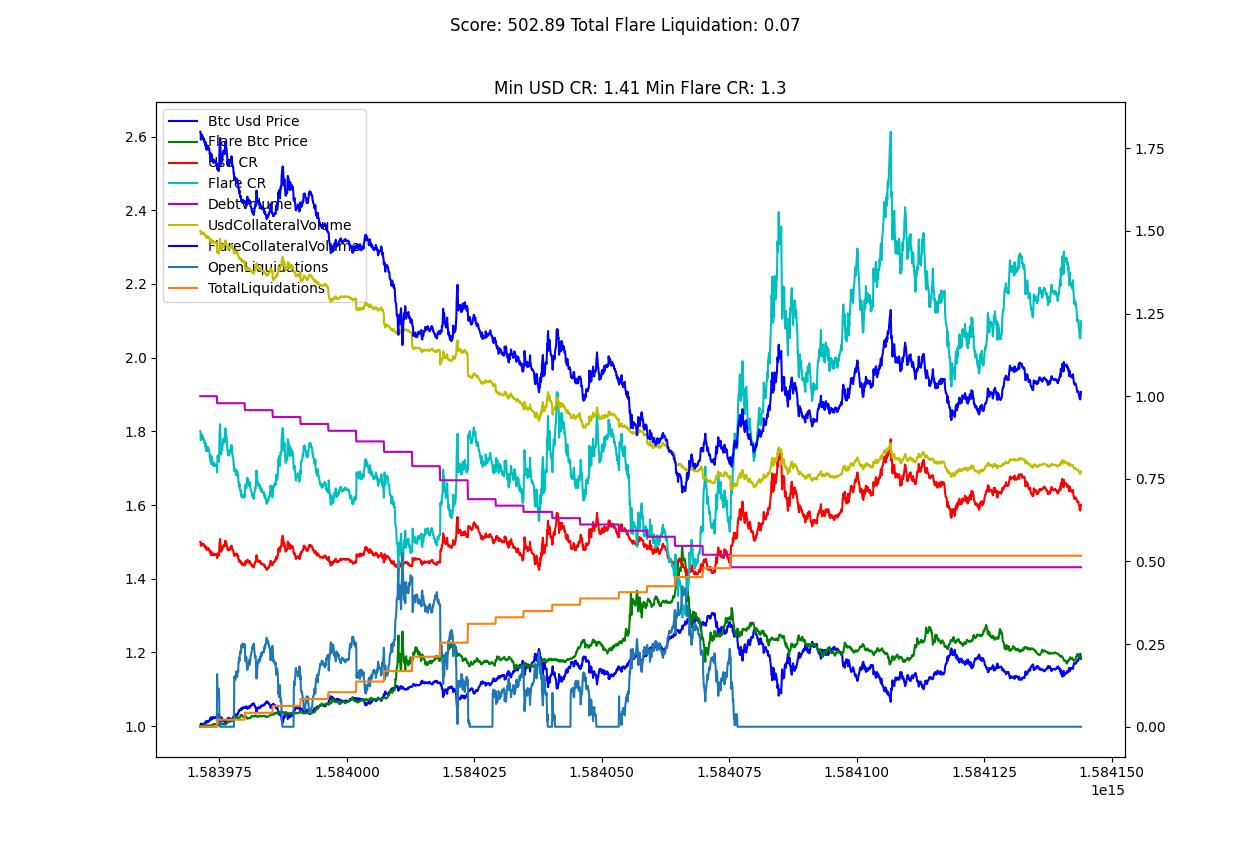 Score: 502.89 Total Flare Liquidation: 0.07
Min USD CR: 1.41 Min Flare CR: 1.3
Btc Usd Price
Flare Btc Price
Usd CR
Flare CR
DebtVolume
UsdCollateralVolume
FlareCollateralVolume
OpenLiquidations
TotalLiquidations
2.6
2.4
2.2
2.0
1.8
1.6
1.4
1.2
1.0
1.75
1.50
1.25
1.00
0.75
0.50
0.25
0.00
1.583975 1.584000 1.584025 1.584050 1.584075 1.584100 1.584125 1.584150
1e15